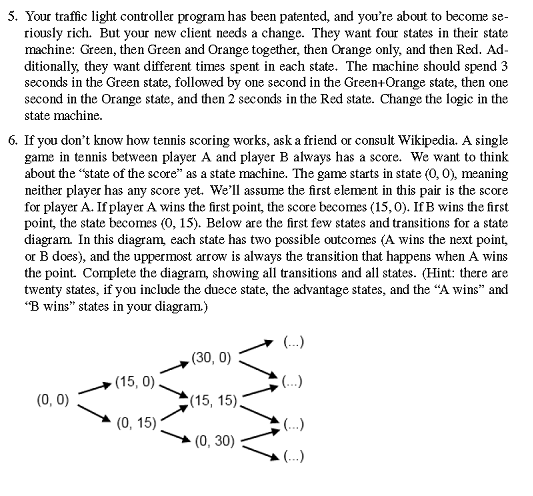 5. Your traffic light controller program has been patented, and you're about to become se-
riously rich. But your new client needs a change. They want four states in their state
machine: Green, then Green and Orange together, then Orange only, and then Red. Ad-
ditionally, they want different times spent in each state. The machine should spend 3
seconds in the Green state, followed by one second in the Green+Orange state, then one
second in the Orange state, and then 2 seconds in the Red state. Change the logic in the
state machine.
6. If you don't know how tennis scoring works, ask a friend or consult Wikipedia. A single
game in tennis between player A and player B always has a score. We want to think
about the "state of the score" as a state machine. The game starts in state (0, 0), meaning
neither player has any score yet. We'll assume the first element in this pair is the score
for player A. If player A wins the first point, the score becomes (15, 0). If B wins the first
point, the state becomes (0, 15). Below are the first few states and transitions for a state
diagram. In this diagram, each state has two possible outcomes (A wins the next point,
or B does), and the uppermost arrow is always the transition that happens when A wins
the point. Complete the diagram, showing all transitions and all states. (Hint: there are
twenty states, if you include the duece state, the advantage states, and the "A wins" and
"B wins" states in your diagram.)
(...)
(30, 0)
(15, 0)
(...)
(0, 0)
(15, 15)
(0, 15)
(...)
(0, 30)
(...)